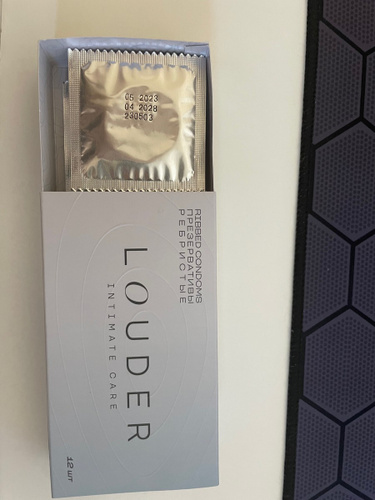 05 2023
04 2028
230503
RIBBED CONDOMS
ПРЕЗЕРВАТИВЫ
РЕБРИСТЫЕ
LOUDER
INTIMATE CARE
12 шт